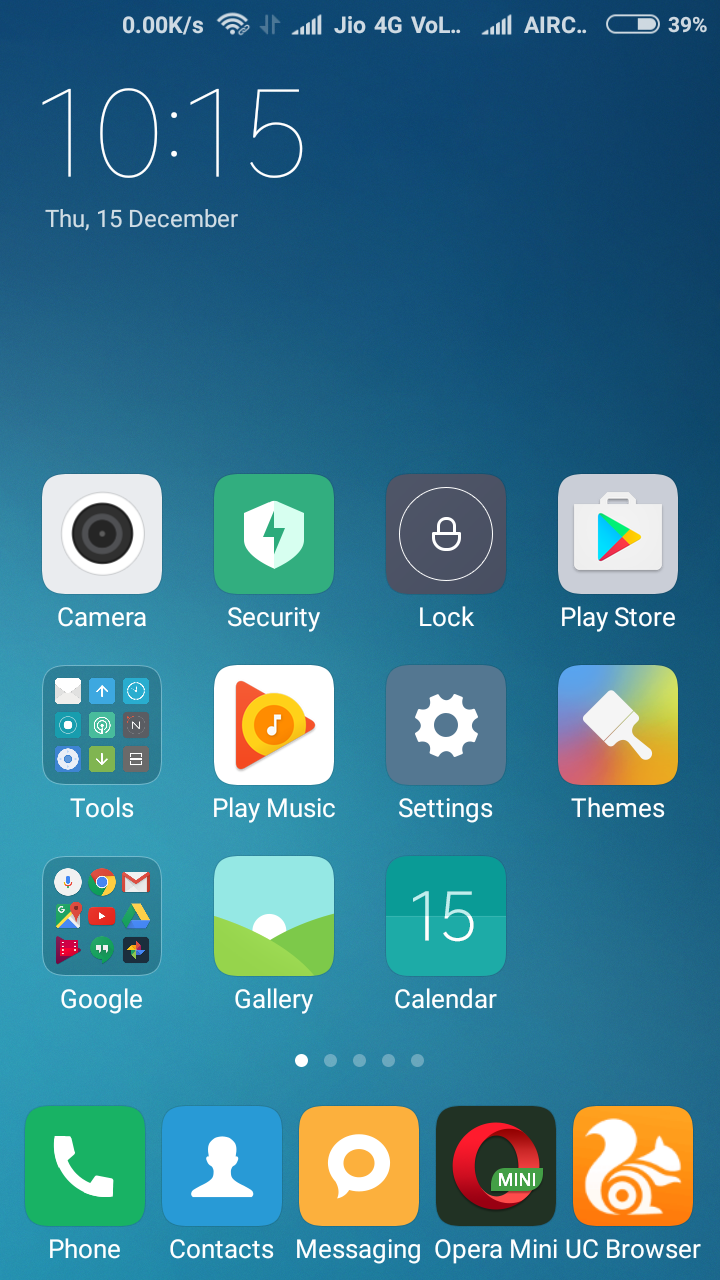 0.00K/s Jio 4G VoL.. AIRC.. 39%
10:15
Thu, 15 December
Camera Security Lock Play Store
N
Tools Play Music Settings Themes
G
15
Google Gallery Calendar
MINI
Phone Contacts Messaging Opera Mini UC Browser